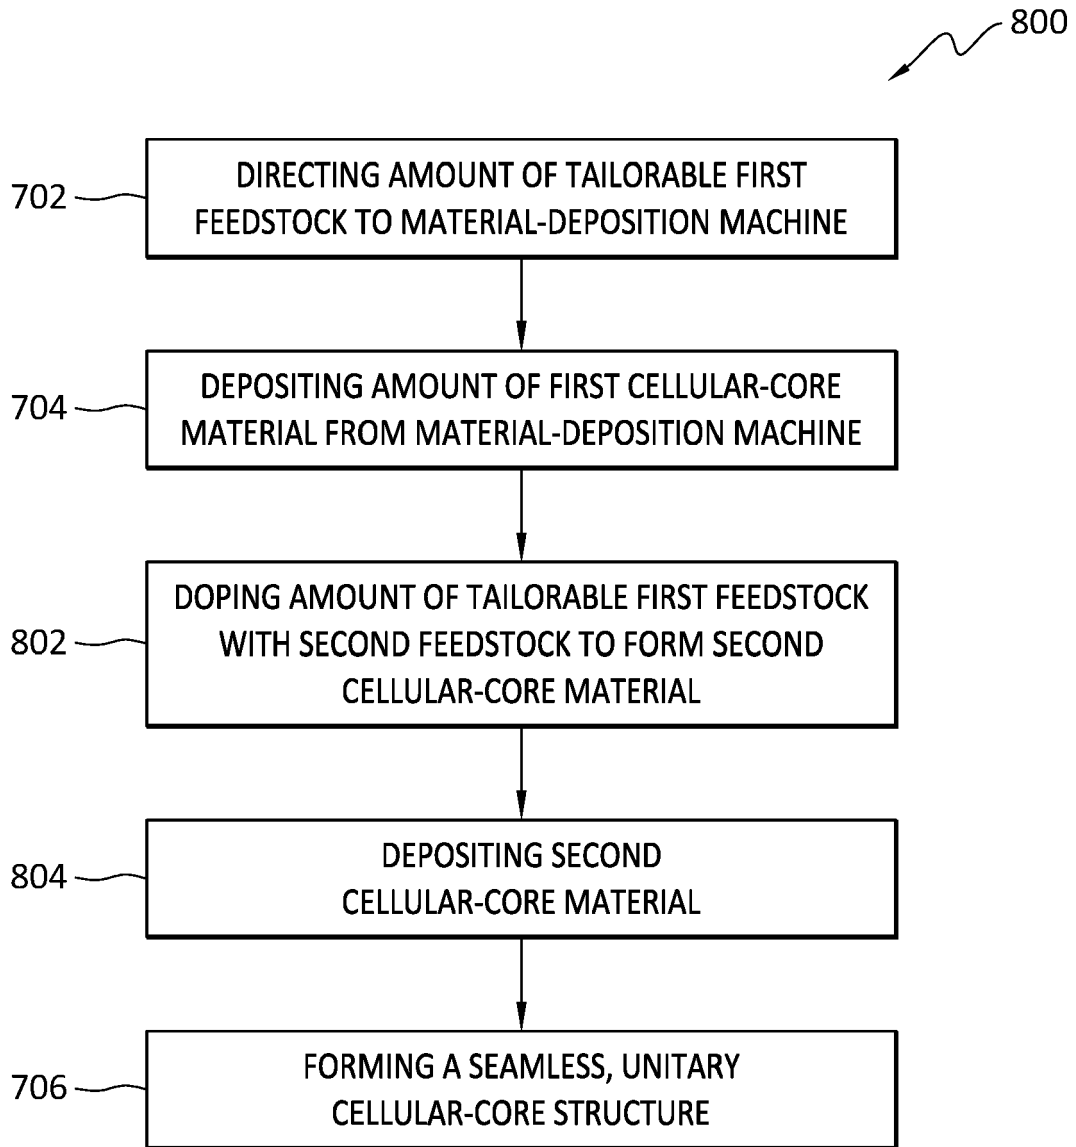 800
702
DIRECTING AMOUNT OF TAILORABLE FIRST
FEEDSTOCK TO MATERIAL-DEPOSITION MACHINE
704
DEPOSITING AMOUNT OF FIRST CELLULAR-CORE
MATERIAL FROM MATERIAL-DEPOSITION MACHINE
802
DOPING AMOUNT OF TAILORABLE FIRST FEEDSTOCK
WITH SECOND FEEDSTOCK TO FORM SECOND
CELLULAR-CORE MATERIAL
804
DEPOSITING SECOND
CELLULAR-CORE MATERIAL
706
FORMING A SEAMLESS, UNITARY
CELLULAR-CORE STRUCTURE